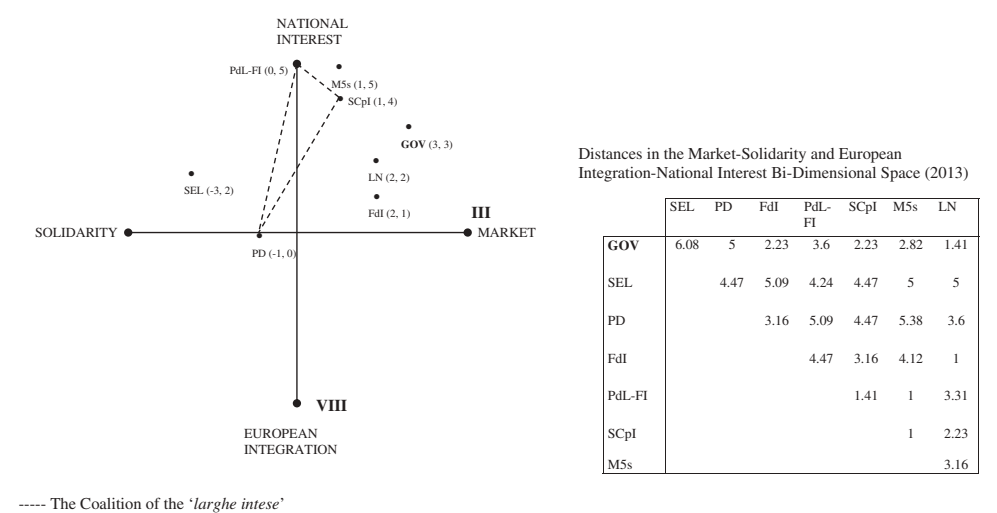 NATIONAL
INTEREST
PdL-FI (0, 5)
M5s (1, 5)
SCpI (1, 4)
GOV (3, 3)
LN (2, 2)
SEL (-3, 2)
FdI (2, 1)
III
SOLIDARITY
MARKET
PD (-1, 0)
VIII
EUROPEAN
INTEGRATION
----- The Coalition of the ‘larghe intese’
Distances in the Market-Solidarity and European
Integration-National Interest Bi-Dimensional Space (2013)
SEL PD FdI PdL-FI SCpI M5s LN
GOV 6.08 5 2.23 3.6 2.23 2.82 1.41
SEL 4.47 5.09 4.24 4.47 5 5
PD 3.16 5.09 4.47 5.38 3.6
FdI 4.47 3.16 4.12 1
PdL-FI 1.41 1 3.31
SCpI 1 2.23
M5s 3.16